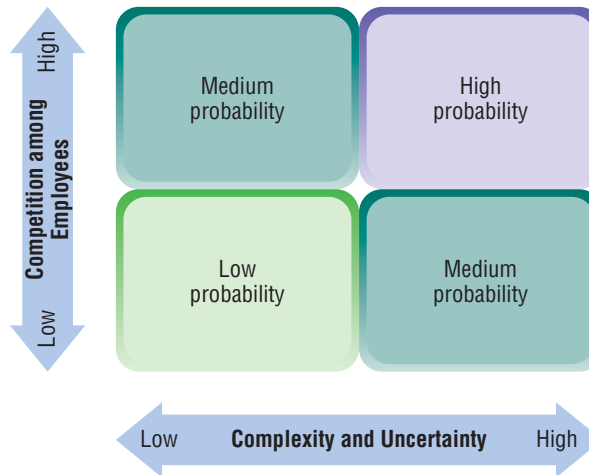 High
Competition among
Employees
Low
Medium
probability
High
probability
Low
probability
Medium
probability
Low Complexity and Uncertainty High